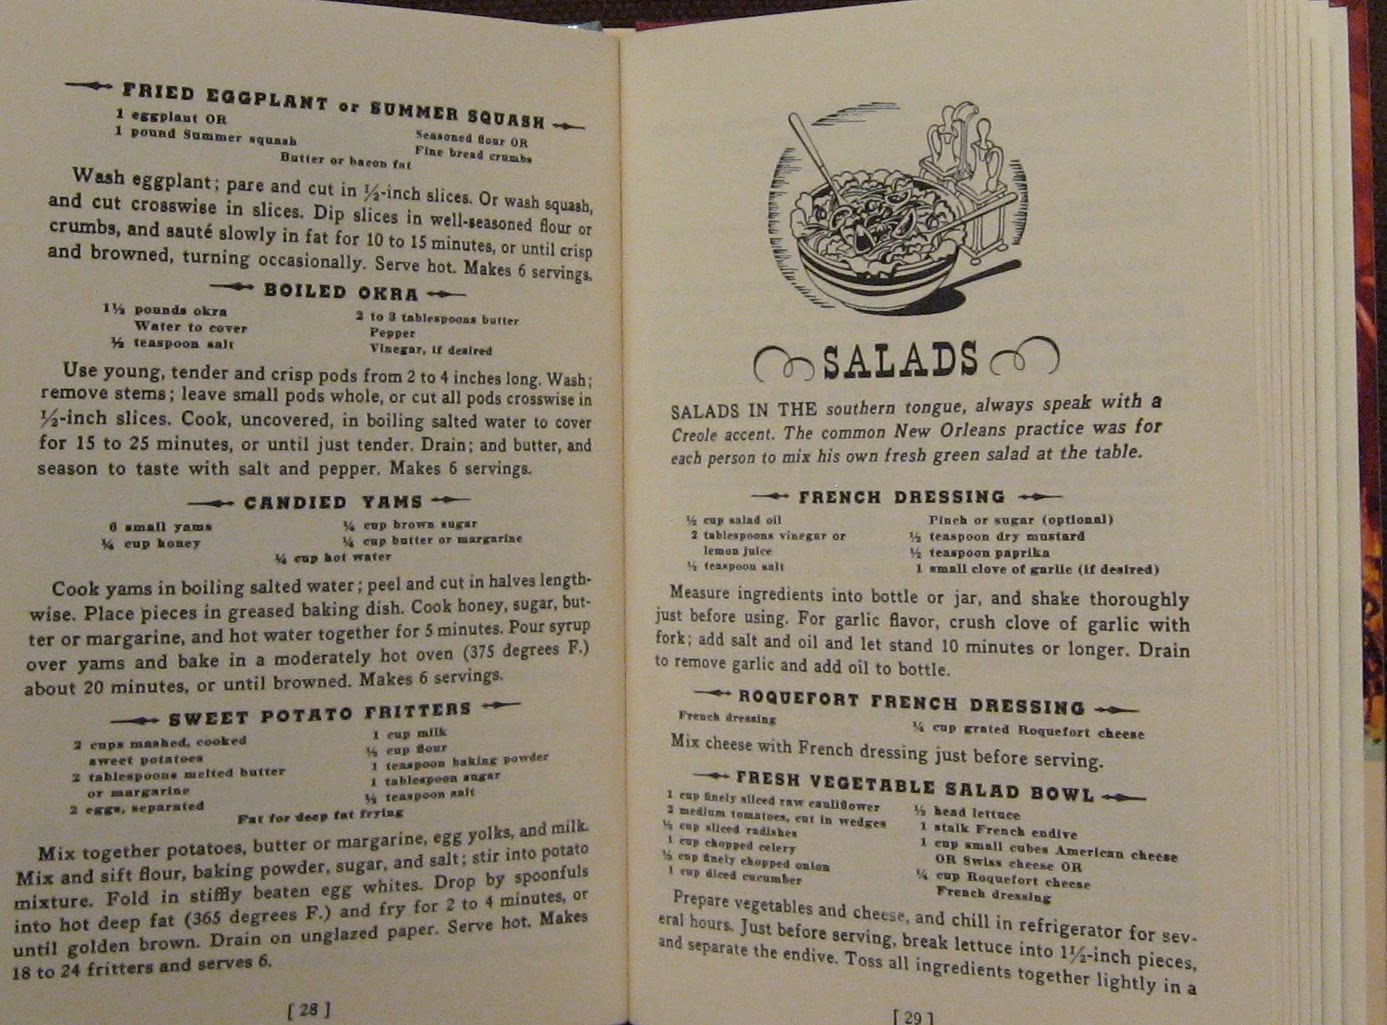 FRIED EGGPLANT or SUMMER SQUASH
1 eggplant OR
1 pound Summer squash
Seasoned flour OR
Fine bread crumbs
Butter or bacon fat
Wash eggplant; pare and cut in ½-inch slices. Or wash squash,
and cut crosswise in slices. Dip slices in well-seasoned flour or
crumbs, and sauté slowly in fat for 10 to 15 minutes, or until crisp
and browned, turning occasionally. Serve hot. Makes 6 servings.
BOILED OKRA
1½ pounds okra
Water to cover
½ teaspoon salt
2 to 3 tablespoons butter
Pepper
Vinegar, if desired
Use young, tender and crisp pods from 2 to 4 inches long. Wash;
remove stems; leave small pods whole, or cut all pods crosswise in
½-inch slices. Cook, uncovered, in boiling salted water to cover
for 15 to 25 minutes, or until just tender. Drain; and butter, and
season to taste with salt and pepper. Makes 6 servings.
CANDIED YAMS
6 small yams
¼ cup honey
¼ cup brown sugar
¼ cup butter or margarine
¼ cup hot water
Cook yams in boiling salted water; peel and cut in halves length-
wise. Place pieces in greased baking dish. Cook honey, sugar, but-
ter or margarine, and hot water together for 5 minutes. Pour syrup
over yams and bake in a moderately hot oven (375 degrees F.)
about 20 minutes, or until browned. Makes 6 servings.
SWEET POTATO FRITTERS
2 cups mashed, cooked
sweet potatoes
2 tablespoons melted butter
or margarine
2 eggs, separated
1 cup milk
½ cup flour
1 teaspoon baking powder
1 tablespoon sugar
½ teaspoon salt
Fat for deep fat frying
Mix together potatoes, butter or margarine, egg yolks, and milk.
Mix and sift flour, baking powder, sugar, and salt; stir into potato
mixture. Fold in stiffly beaten egg whites. Drop by spoonfuls
into hot deep fat (365 degrees F.) and fry for 2 to 4 minutes, or
until golden brown. Drain on unglazed paper. Serve hot. Makes
18 to 24 fritters and serves 6.
[ 28 ]
SALADS
SALADS IN THE southern tongue, always speak with a
Creole accent. The common New Orleans practice was for
each person to mix his own fresh green salad at the table.
FRENCH DRESSING
½ cup salad oil
2 tablespoons vinegar or
lemon juice
½ teaspoon salt
Pinch or sugar (optional)
½ teaspoon dry mustard
½ teaspoon paprika
1 small clove of garlic (if desired)
Measure ingredients into bottle or jar, and shake thoroughly
just before using. For garlic flavor, crush clove of garlic with
fork; add salt and oil and let stand 10 minutes or longer. Drain
to remove garlic and add oil to bottle.
ROQUEFORT FRENCH DRESSING
French dressing
¼ cup grated Roquefort cheese
Mix cheese with French dressing just before serving.
FRESH VEGETABLE SALAD BOWL
1 cup finely sliced raw cauliflower
2 medium tomatoes, cut in wedges
½ cup sliced radishes
1 cup chopped celery
½ cup finely chopped onion
1 cup diced cucumber
½ head lettuce
1 stalk French endive
1 cup small cubes American cheese
OR Swiss cheese OR
¼ cup Roquefort cheese
French dressing
Prepare vegetables and cheese, and chill in refrigerator for sev-
eral hours. Just before serving, break lettuce into 1½-inch pieces,
and separate the endive. Toss all ingredients together lightly in a
[ 29 ]